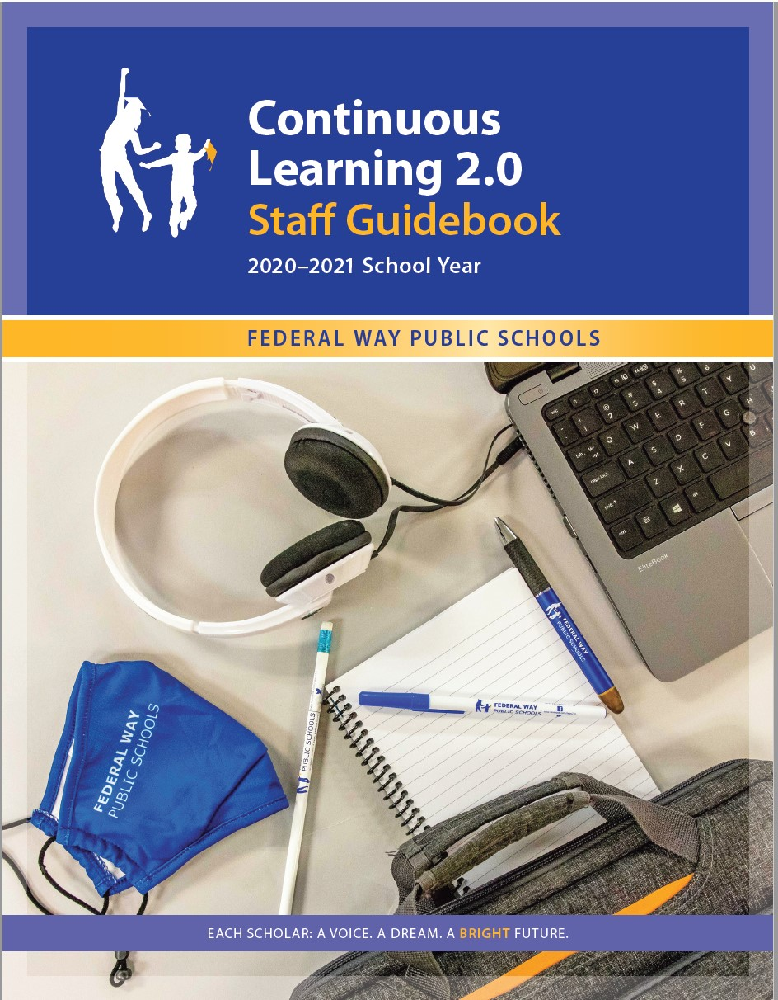 Continuous
Learning 2.0
Staff Guidebook
2020–2021 School Year
FEDERAL WAY PUBLIC SCHOOLS
EliteBook
FEDERAL WAY
PUBLIC SCHOOLS
FEDERAL WAY
PUBLIC SCHOOLS
PUBLIC SCHOOLS
FEDERAL WAY
PUBLIC SCHOOLS
EACH SCHOLAR: A VOICE. A DREAM. A BRIGHT FUTURE.